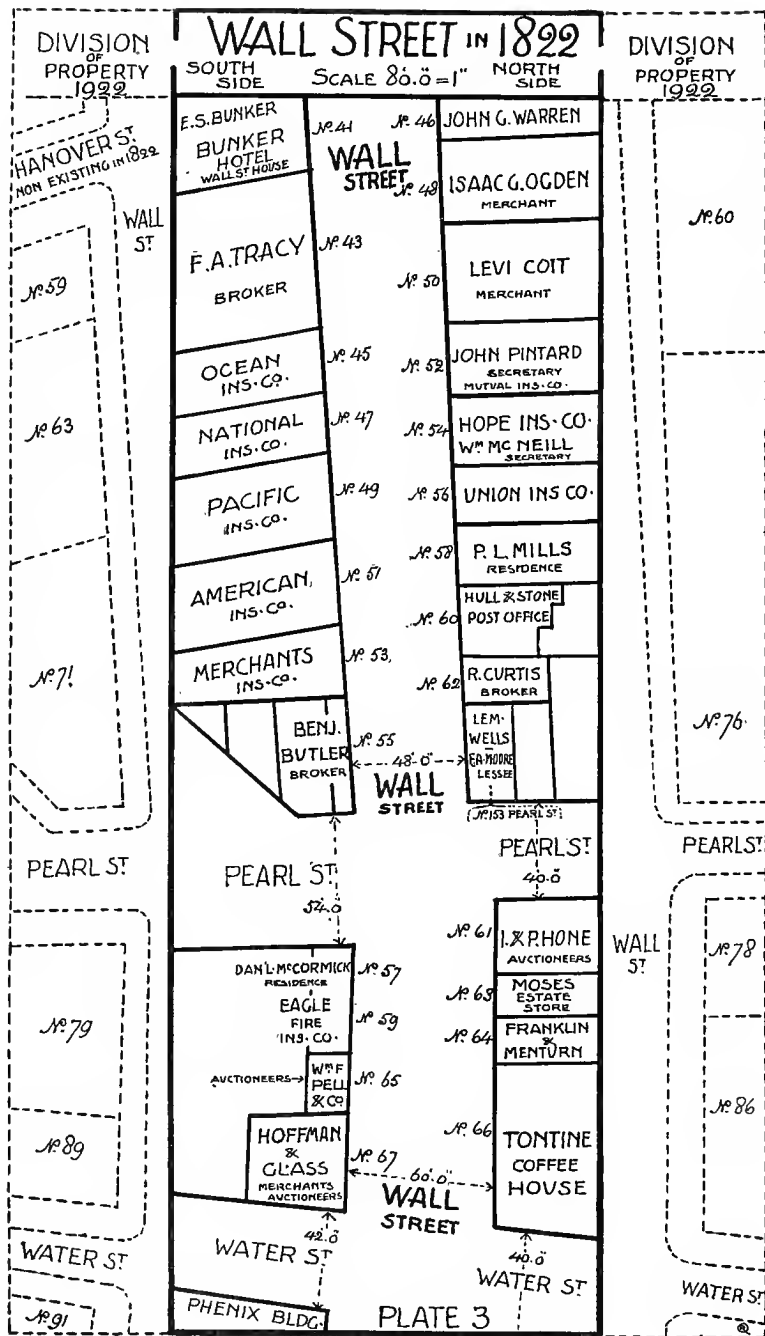 WALL STREET IN 1822
SOUTH SIDE
SCALE 80'.0"=1"
NORTH SIDE
DIVISION
OF
PROPERTY
1922
HANOVER ST.
NON EXISTING IN 1822
WALL
ST.
No. 59
No. 63
No. 71
PEARL ST.
No. 79
No. 89
WATER ST.
No. 91
E.S. BUNKER
BUNKER
HOTEL
WALL ST HOUSE
No. 41
F.A. TRACY
BROKER
No. 43
OCEAN
INS. CO.
No. 45
NATIONAL
INS. CO.
No. 47
PACIFIC
INS. CO.
No. 49
AMERICAN,
INS. CO.
No. 51
MERCHANTS
INS. CO.
No. 53,
BENJ.
BUTLER
BROKER
No. 55
WALL
STREET
48'-0"
WALL
STREET
No. 46
JOHN G. WARREN
No. 48
ISAAC G. OGDEN
MERCHANT
No. 50
LEVI COIT
MERCHANT
No. 52
JOHN PINTARD
SECRETARY
MUTUAL INS. CO.
No. 54
HOPE INS. CO.
Wm MC NEILL
SECRETARY
No. 56
UNION INS CO.
No. 58
P. L. MILLS
RESIDENCE
No. 60
HULL & STONE
POST OFFICE
No. 62
R. CURTIS
BROKER
LEM.
WELLS
EA. MOORE
LESSEE
No. 153 PEARL ST
PEARL ST.
54'.0"
PEARL ST.
40'.0"
DAN'L. McCORMICK
RESIDENCE
No. 57
EAGLE
FIRE
INS. CO.
No. 59
AUCTIONEERS
Wm F
PELL
& CO
No. 65
HOFFMAN
&
GLASS
MERCHANTS
AUCTIONEERS
No. 67
60'.0"
WALL
STREET
No. 61
I. & P. HONE
AUCTIONEERS
No. 63
MOSES
ESTATE
STORE
No. 64
FRANKLIN
&
MENTURN
No. 66
TONTINE
COFFEE
HOUSE
42'.0"
WATER ST.
40'.0"
WATER ST.
PHENIX BLDG.
PLATE 3
DIVISION
OF
PROPERTY
1922
No. 60
No. 76
PEARL ST.
WALL
ST.
No. 78
No. 86
WATER ST.